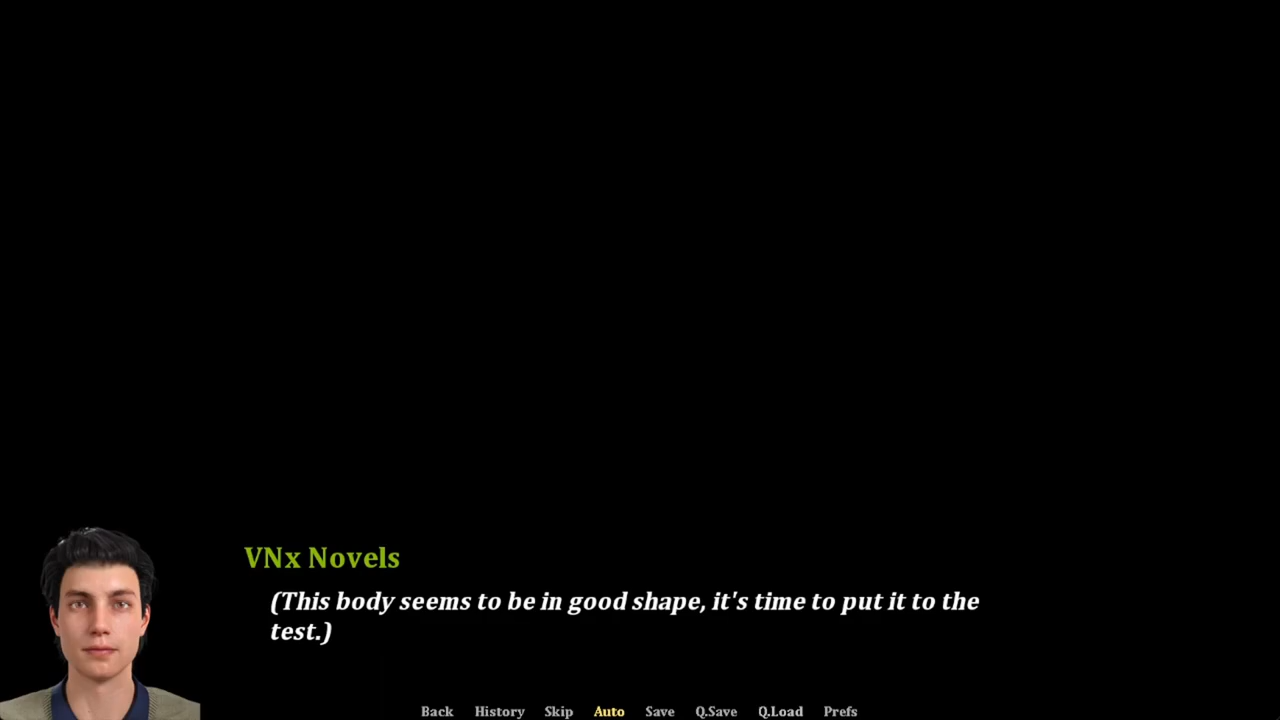 VNx Novels
(This body seems to be in good shape, it's time to put it to the
test.)
Back History Skip Auto Save Q.Save Q.Load Prefs